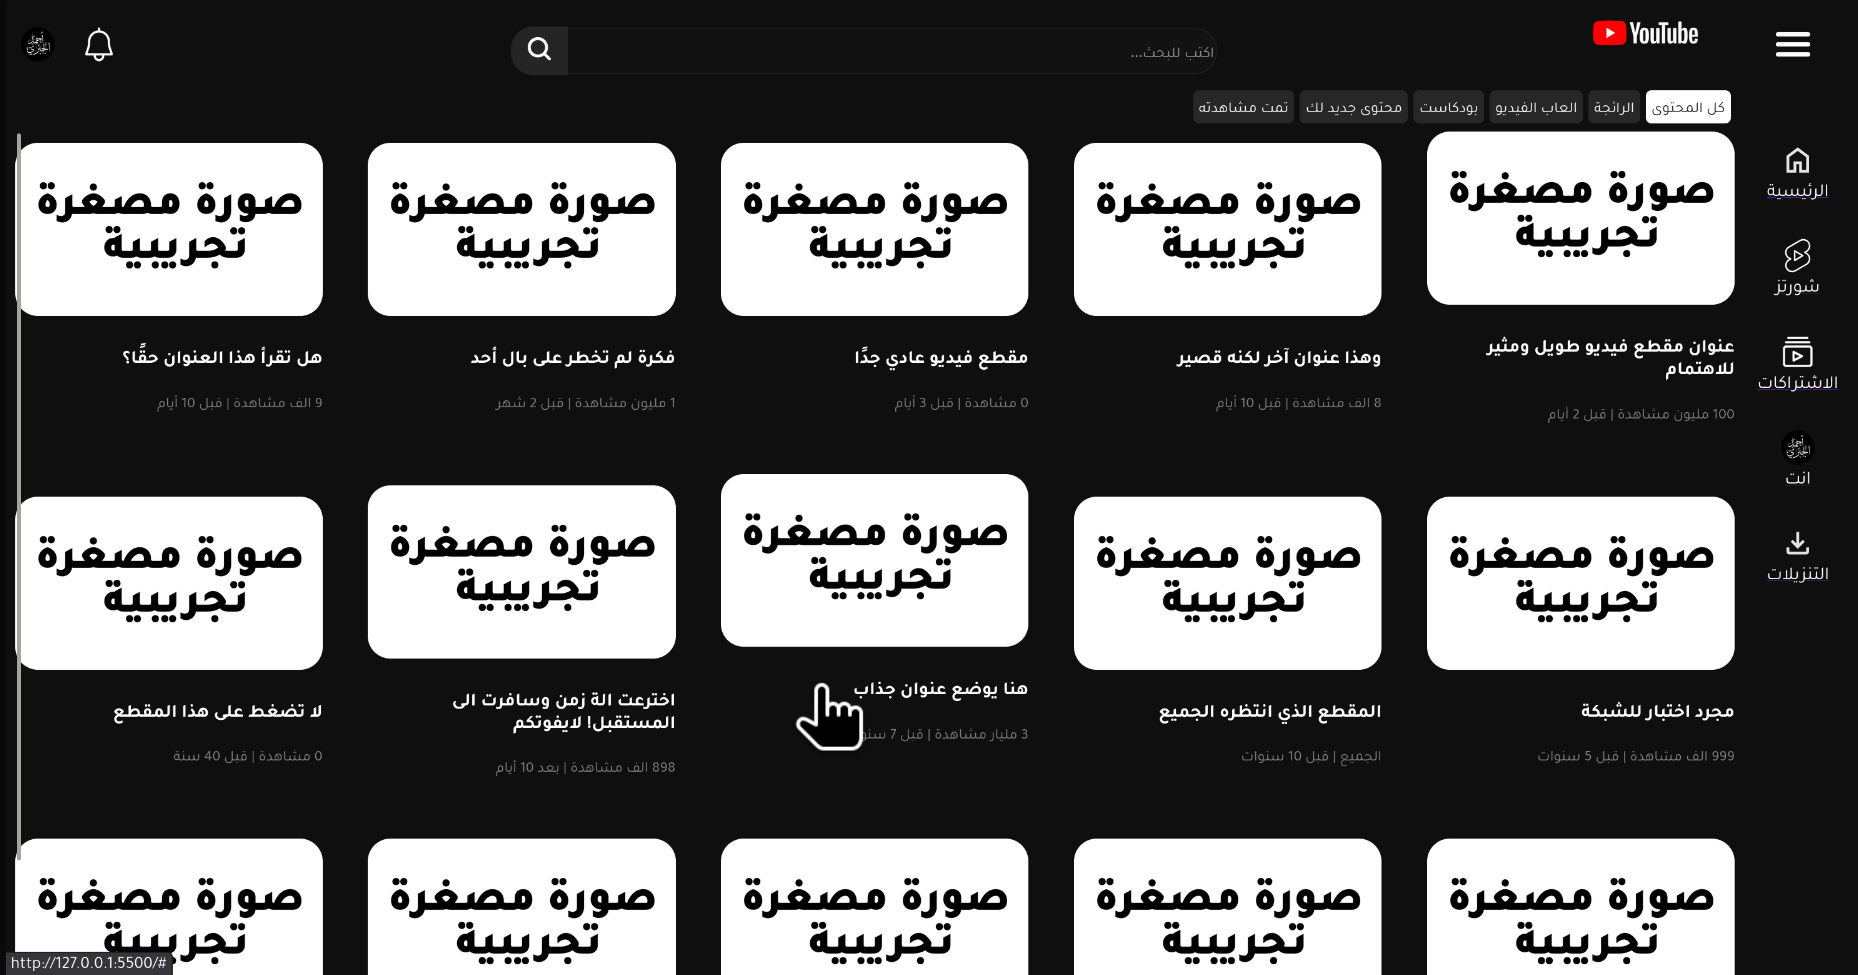 YouTube
اكتب للبحث...
كل المحتوى
الرائجة
العاب الفيديو
بودكاست
محتوى جديد لك
تمت مشاهدته
الرئيسية
شورتز
الاشتراكات
انت
التنزيلات
صورة مصغرة
تجريبية
عنوان مقطع فيديو طويل ومثير
للاهتمام
100 مليون مشاهدة | قبل 2 أيام
صورة مصغرة
تجريبية
وهذا عنوان آخر لكنه قصير
8 الف مشاهدة | قبل 10 أيام
صورة مصغرة
تجريبية
مقطع فيديو عادي جدًا
0 مشاهدة | قبل 3 أيام
صورة مصغرة
تجريبية
فكرة لم تخطر على بال أحد
1 مليون مشاهدة | قبل 2 شهر
صورة مصغرة
تجريبية
هل تقرأ هذا العنوان حقًا؟
9 الف مشاهدة | قبل 10 أيام
صورة مصغرة
تجريبية
مجرد اختبار للشبكة
999 الف مشاهدة | قبل 5 سنوات
صورة مصغرة
تجريبية
المقطع الذي انتظره الجميع
الجميع | قبل 10 سنوات
صورة مصغرة
تجريبية
هنا يوضع عنوان جذاب
3 مليار مشاهدة | قبل 7
صورة مصغرة
تجريبية
اخترعت الة زمن وسافرت الى
المستقبل! لايفوتكم
898 الف مشاهدة | بعد 10 أيام
صورة مصغرة
تجريبية
لا تضغط على هذا المقطع
0 مشاهدة | قبل 40 سنة
صورة مصغرة
تجريبية
صورة مصغرة
تجريبية
صورة مصغرة
تجريبية
صورة مصغرة
تجريبية
صورة مصغرة
تجريبية
http://127.0.0.1:5500/#